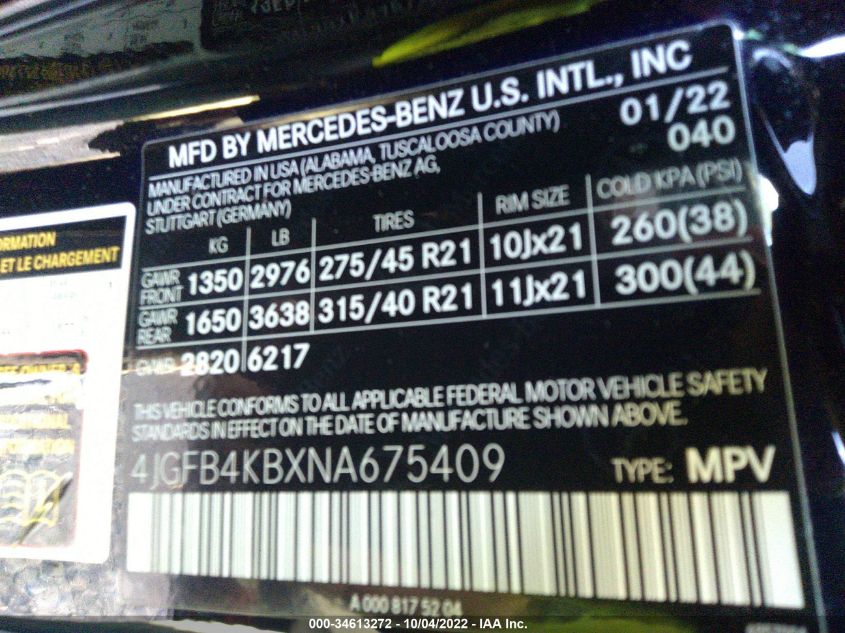 MFD BY MERCEDES-BENZ U.S. INTL., INC
01/22
MANUFACTURED IN USA (ALABAMA, TUSCALOOSA COUNTY)
040
UNDER CONTRACT FOR MERCEDES-BENZ AG,
STUTTGART (GERMANY)
KG LB TIRES RIM SIZE COLD KPA (PSI)
GAWR FRONT 1350 2976 275/45 R21 10Jx21 260(38)
GAWR REAR 1650 3638 315/40 R21 11Jx21 300(44)
GVWR 2820 6217
THIS VEHICLE CONFORMS TO ALL APPLICABLE FEDERAL MOTOR VEHICLE SAFETY
STANDARDS IN EFFECT ON THE DATE OF MANUFACTURE SHOWN ABOVE.
4JGFB4KBXNA675409 TYPE: MPV
A 000 817 52 04
ET LE CHARGEMENT
000-34613272 - 10/04/2022 - IAA Inc.